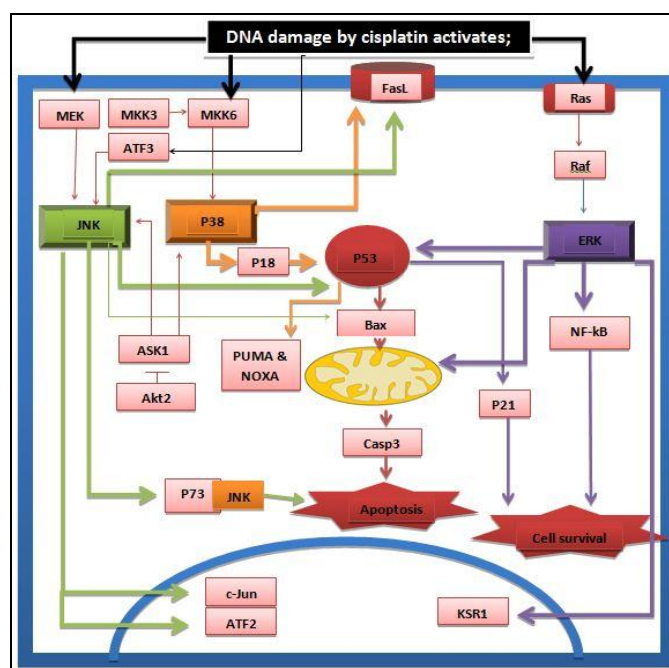 DNA damage by cisplatin activates;
FasL
MEK
MKK3
MKK6
Ras
ATF3
Raf
JNK
P38
ERK
P18
P53
Bax
NF-kB
ASK1
PUMA &
NOXA
Akt2
P21
Casp3
P73
JNK
Apoptosis
Cell survival
c-Jun
ATF2
KSR1